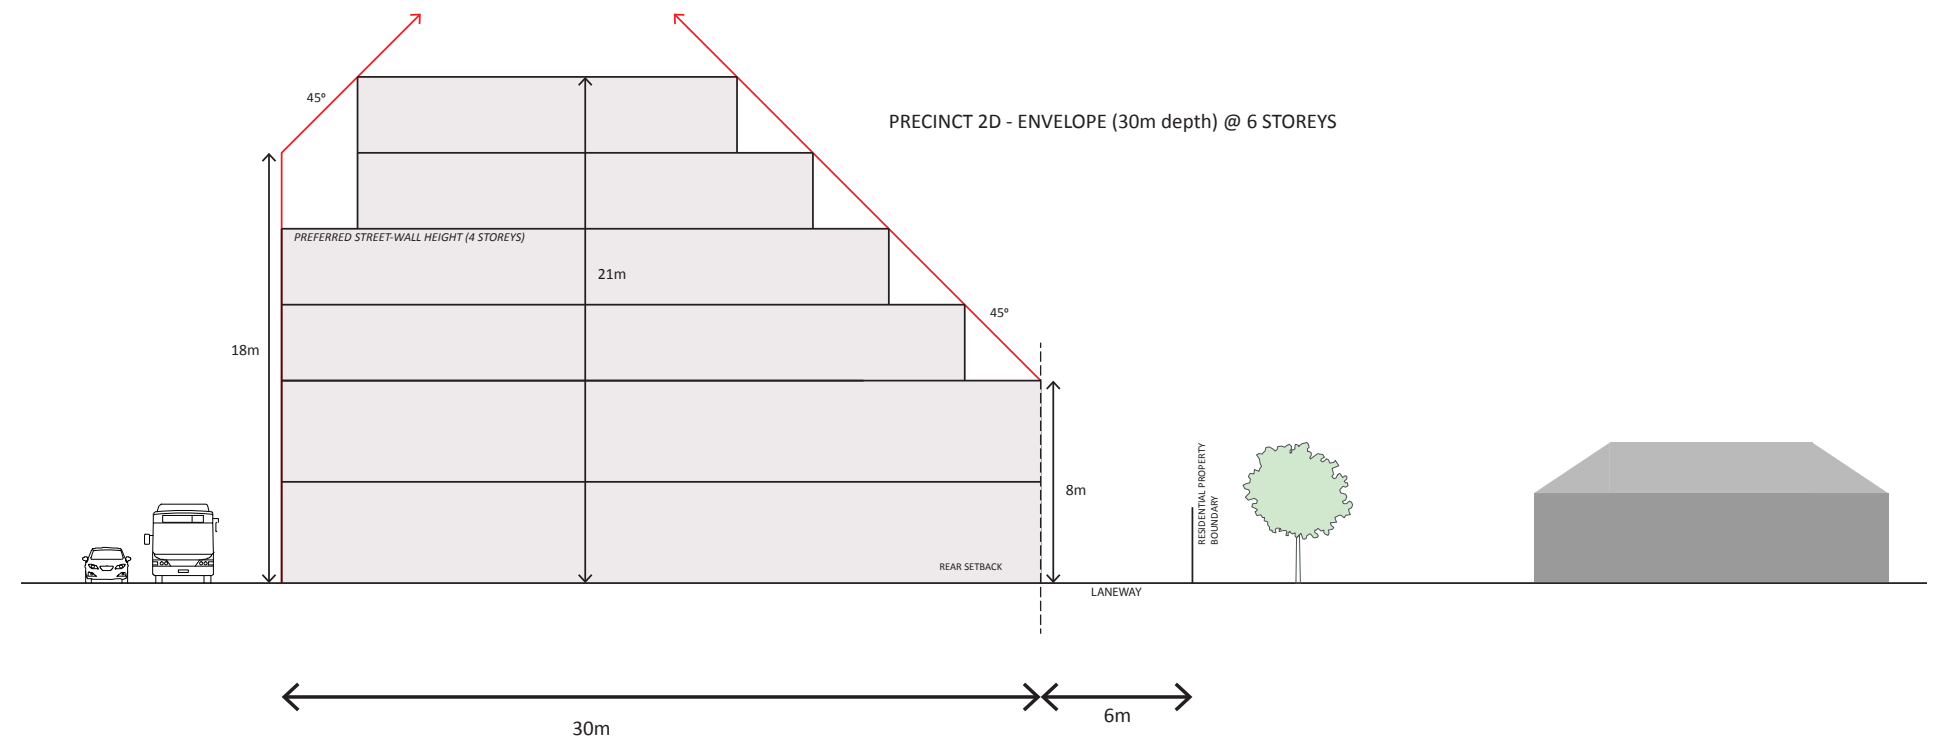 45º
PRECINCT 2D - ENVELOPE (30m depth) @ 6 STOREYS
PREFERRED STREET-WALL HEIGHT (4 STOREYS)
21m
45º
18m
8m
RESIDENTIAL PROPERTY
BOUNDARY
REAR SETBACK
LANEWAY
30m
6m